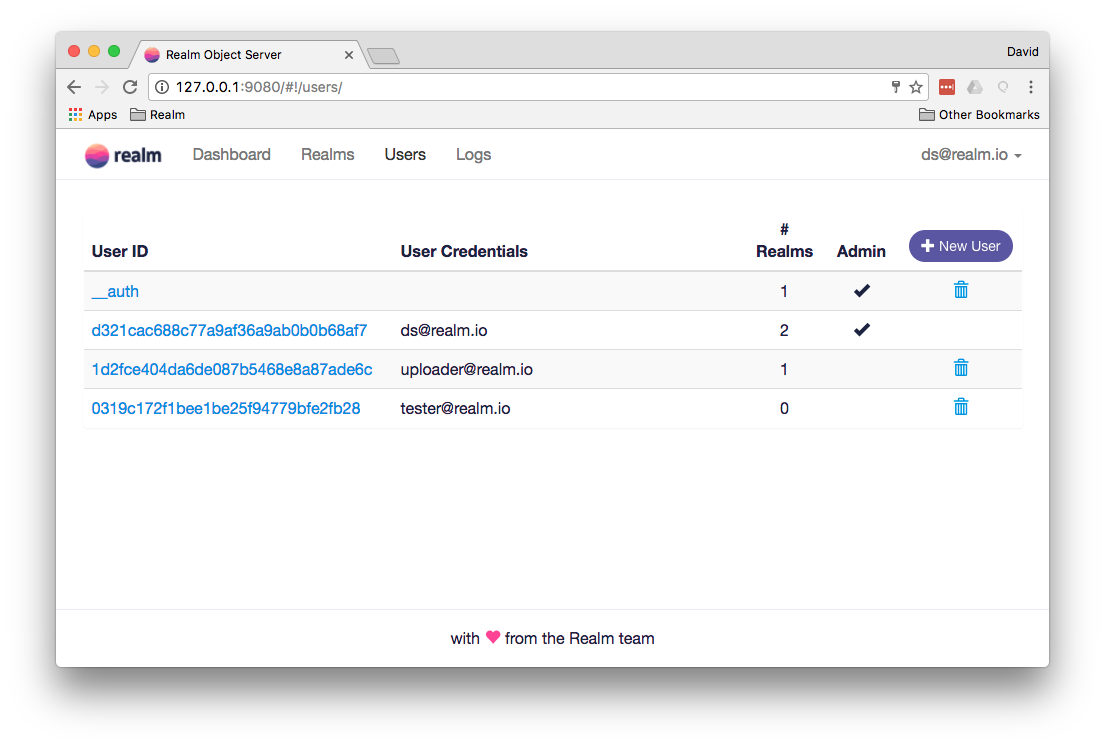 Realm Object Server
David
127.0.0.1:9080/#!/users/
Apps Realm Other Bookmarks
realm Dashboard Realms Users Logs ds@realm.io
User ID User Credentials # Realms Admin New User
__auth 1
d321cac688c77a9af36a9ab0b0b68af7 ds@realm.io 2
1d2fce404da6de087b5468e8a87ade6c uploader@realm.io 1
0319c172f1bee1be25f94779bfe2fb28 tester@realm.io 0
with ♥ from the Realm team